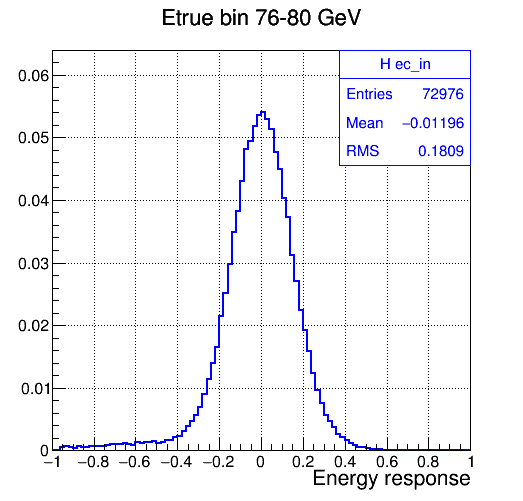 Etrue bin 76-80 GeV
H ec_in
Entries 72976
Mean −0.01196
RMS 0.1809
0.06
0.05
0.04
0.03
0.02
0.01
0
−1 −0.8 −0.6 −0.4 −0.2 0 0.2 0.4 0.6 0.8 1
Energy response